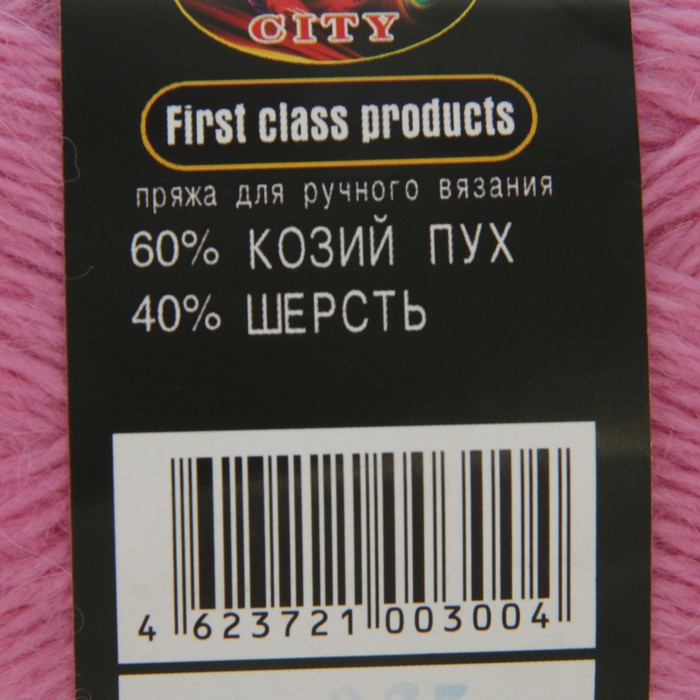 CITY
First class products
пряжа для ручного вязания
60% КОЗИЙ ПУХ
40% ШЕРСТЬ
4 623721 003004